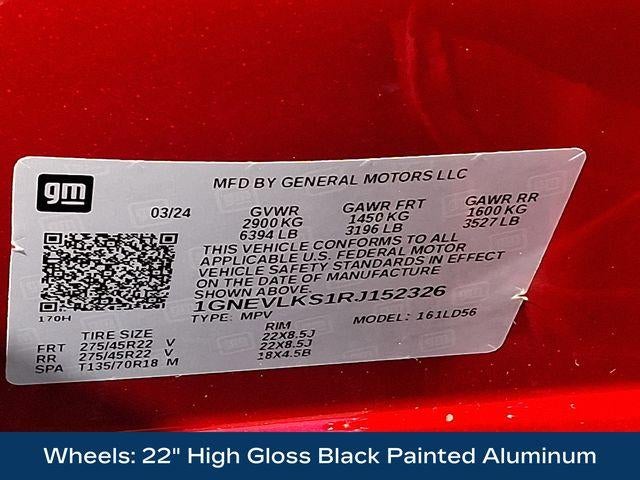 gm
MFD BY GENERAL MOTORS LLC
03/24 GVWR GAWR FRT GAWR RR
2900 KG 1450 KG 1600 KG
6394 LB 3196 LB 3527 LB
THIS VEHICLE CONFORMS TO ALL
APPLICABLE U.S. FEDERAL MOTOR
VEHICLE SAFETY STANDARDS IN EFFECT
ON THE DATE OF MANUFACTURE
SHOWN ABOVE.
1GNEVLKS1RJ152326
170H
TYPE: MPV MODEL: 161LD56
TIRE SIZE RIM
FRT 275/45R22 V 22X8.5J
RR 275/45R22 V 22X8.5J
SPA T135/70R18 M 18X4.5B
Wheels: 22" High Gloss Black Painted Aluminum